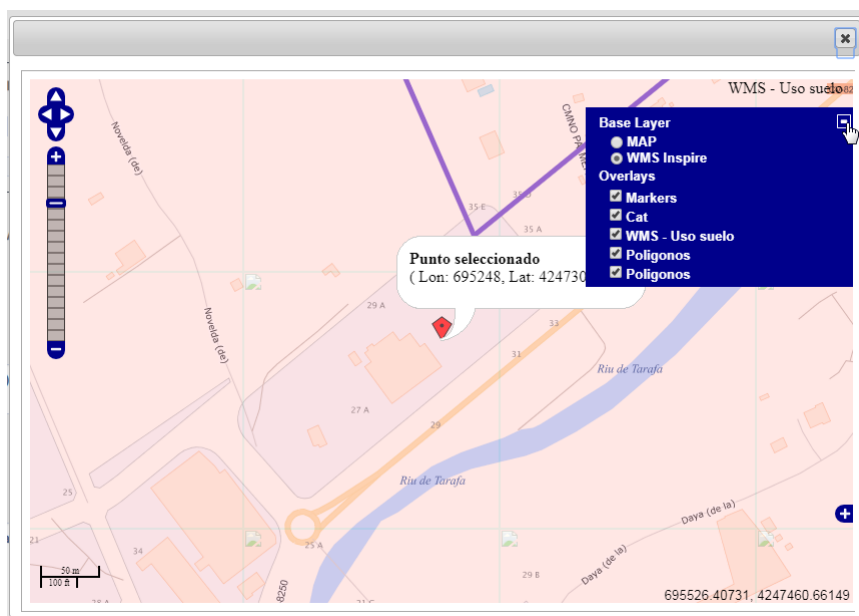 WMS - Uso suelo
Base Layer
MAP
WMS Inspire
Overlays
Markers
Cat
WMS - Uso suelo
Poligonos
Poligonos
Novelda (de)
35 E
35 A
Punto seleccionado
( Lon: 695248, Lat: 424730
29 A
33
Novelda (de)
31
Riu de Tarafa
27 A
29
Riu de Tarafa
25
Daya (de la)
21
34
25 A
29 B
Daya (de la)
50 m
100 ft
8250
695526.40731, 4247460.66149